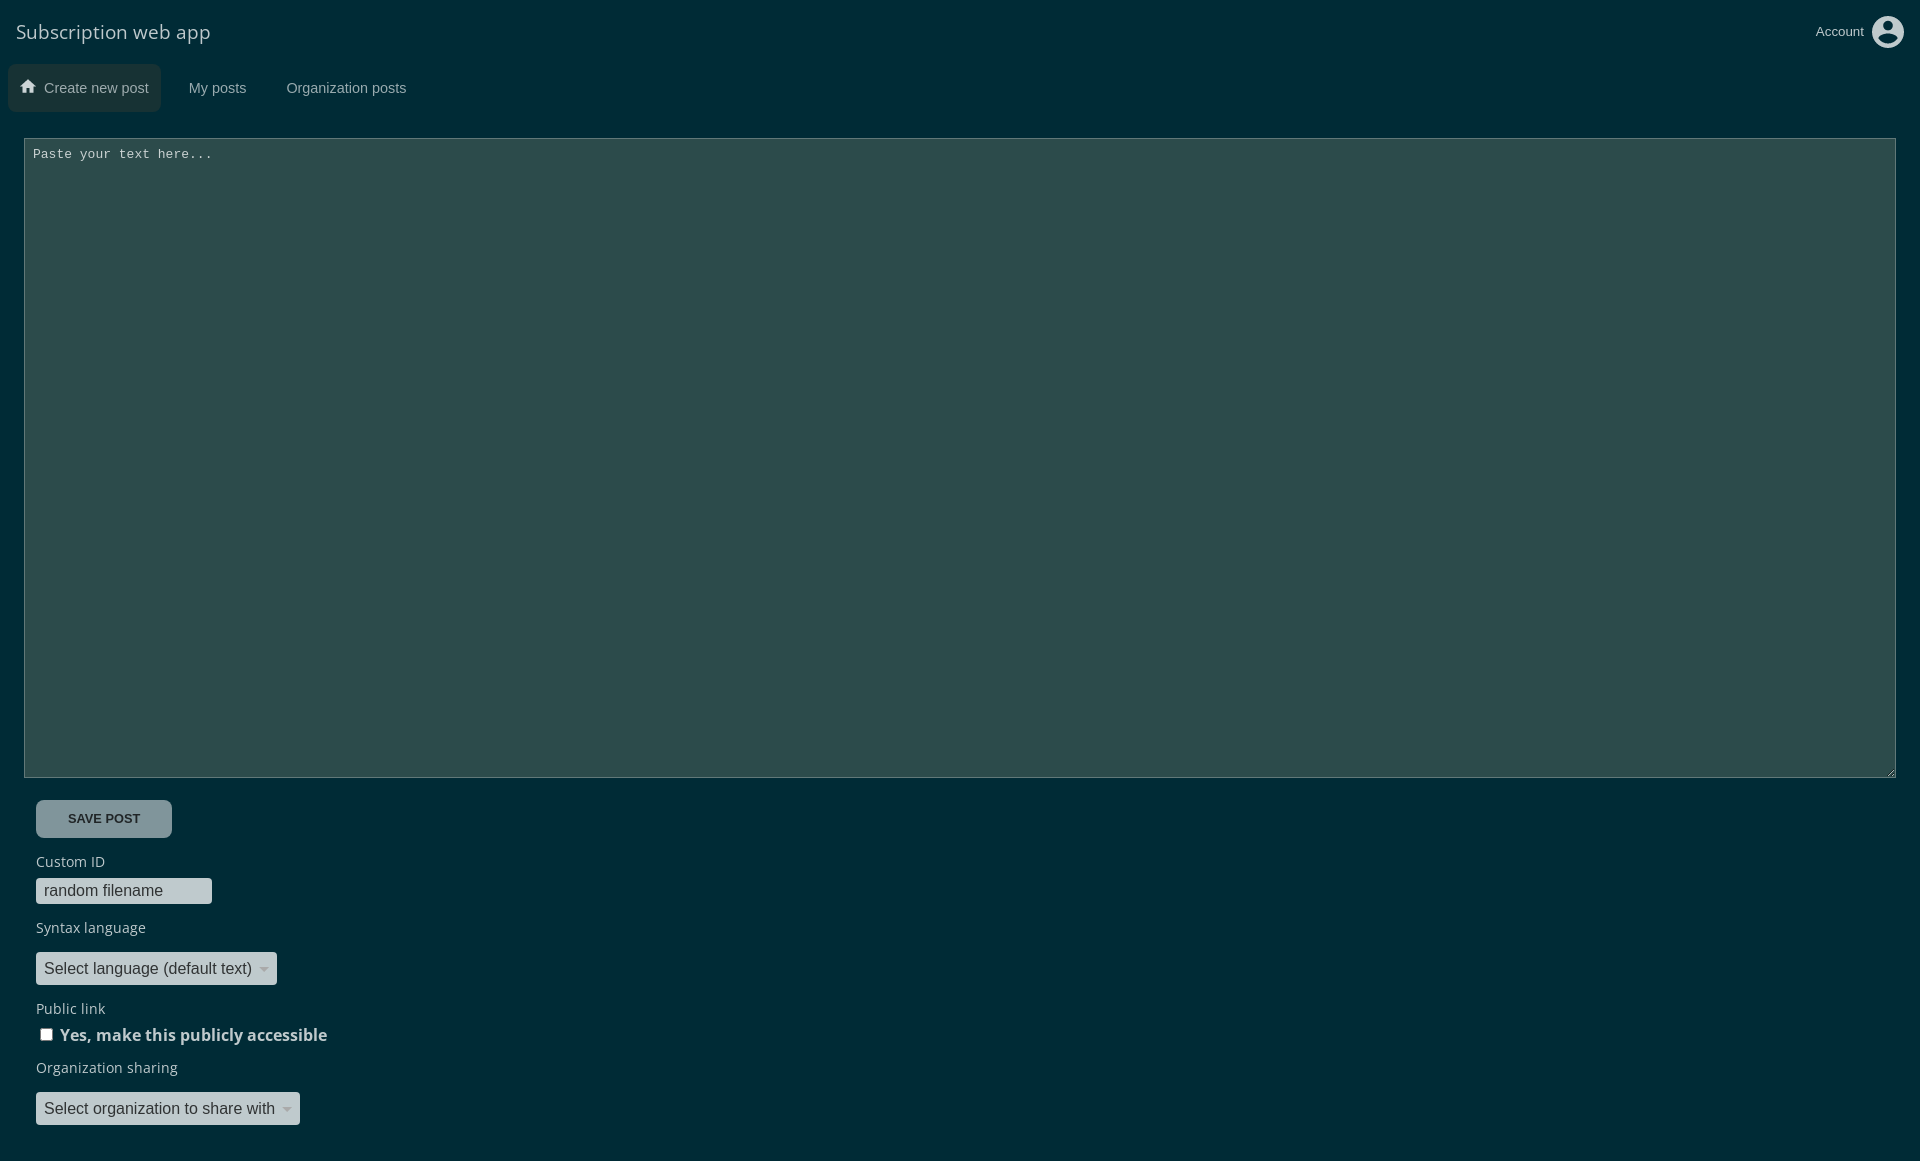 Subscription web app
Account
Create new post
My posts
Organization posts
Paste your text here...
SAVE POST
Custom ID
random filename
Syntax language
Select language (default text)
Public link
Yes, make this publicly accessible
Organization sharing
Select organization to share with